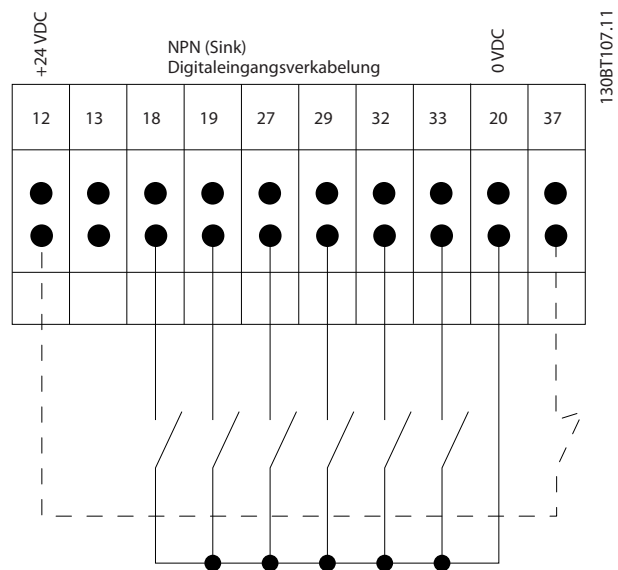 +24 VDC
NPN (Sink)
Digitaleingangsverkabelung
0 VDC
130BT107.11
12 13 18 19 27 29 32 33 20 37